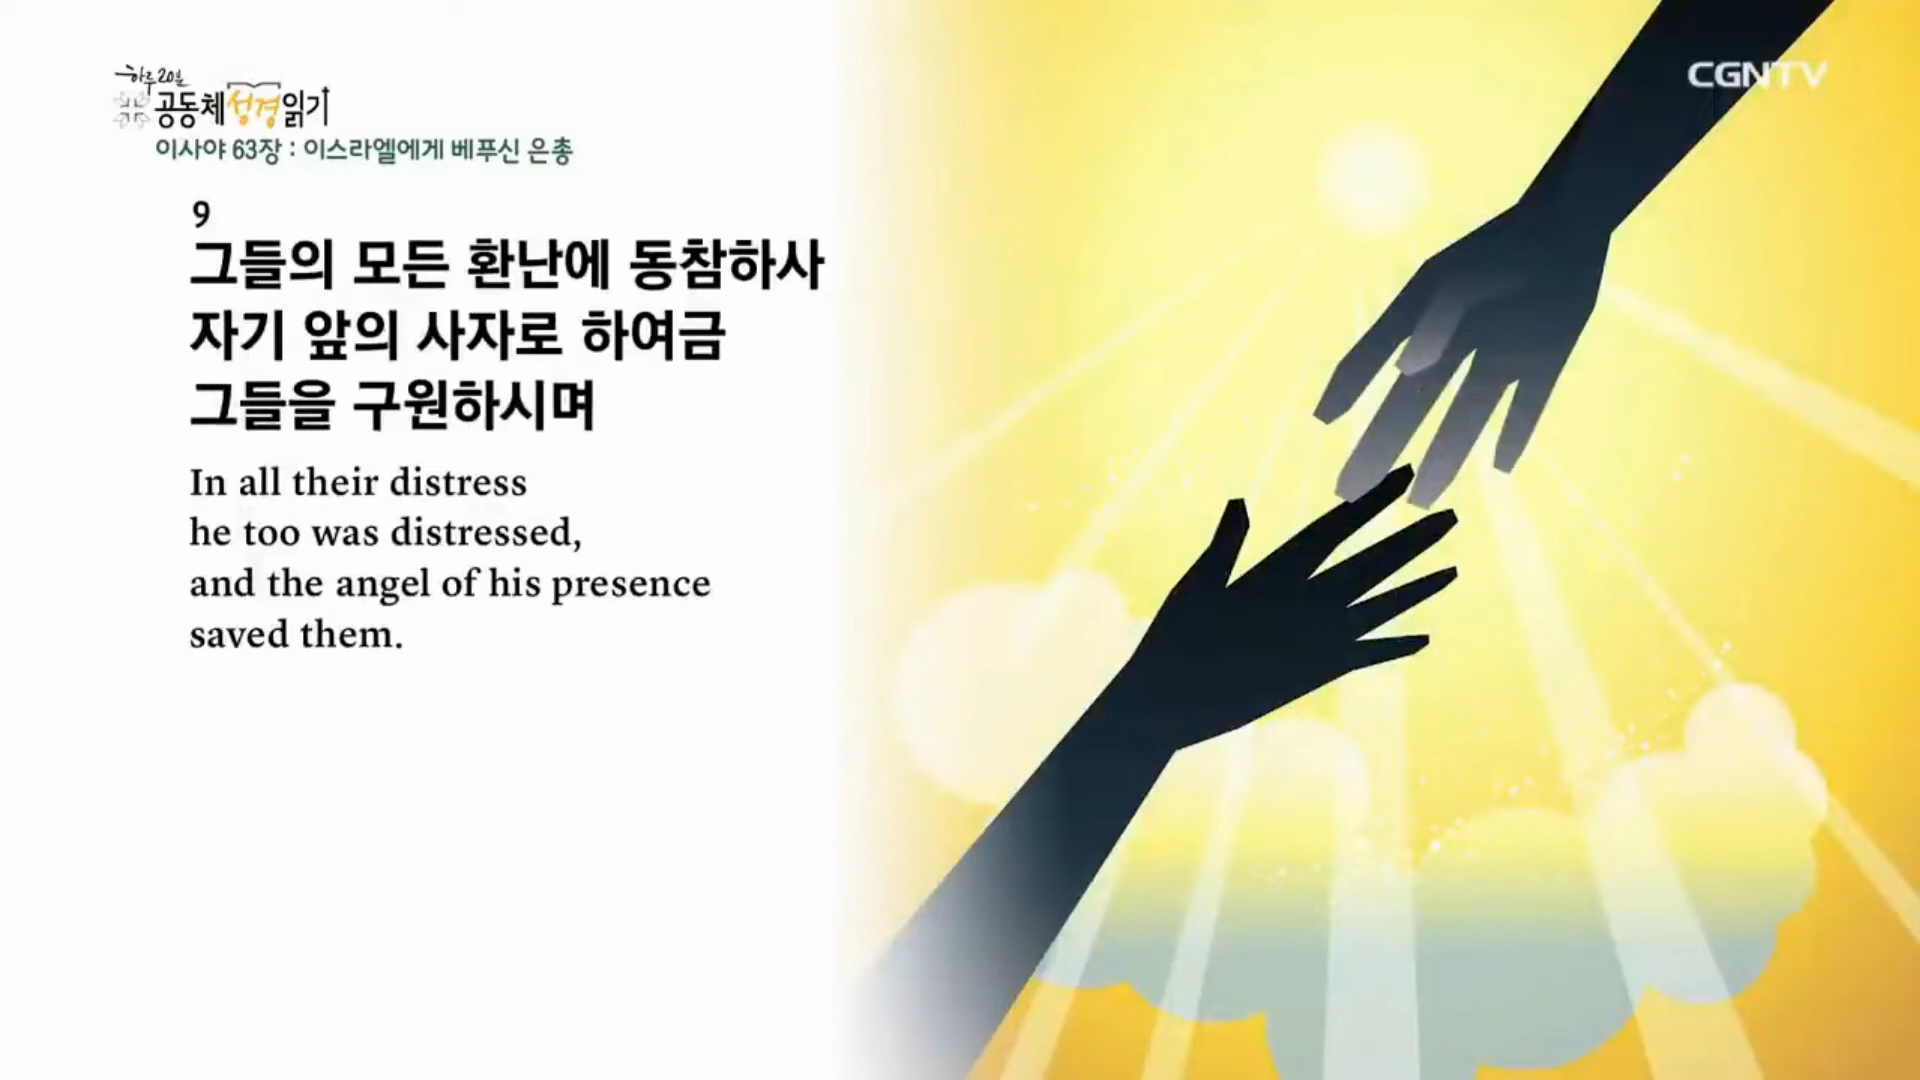 하루 20분
공동체성경읽기
CGNTV
이사야 63장 : 이스라엘에게 베푸신 은총
9
그들의 모든 환난에 동참하사
자기 앞의 사자로 하여금
그들을 구원하시며
In all their distress
he too was distressed,
and the angel of his presence
saved them.